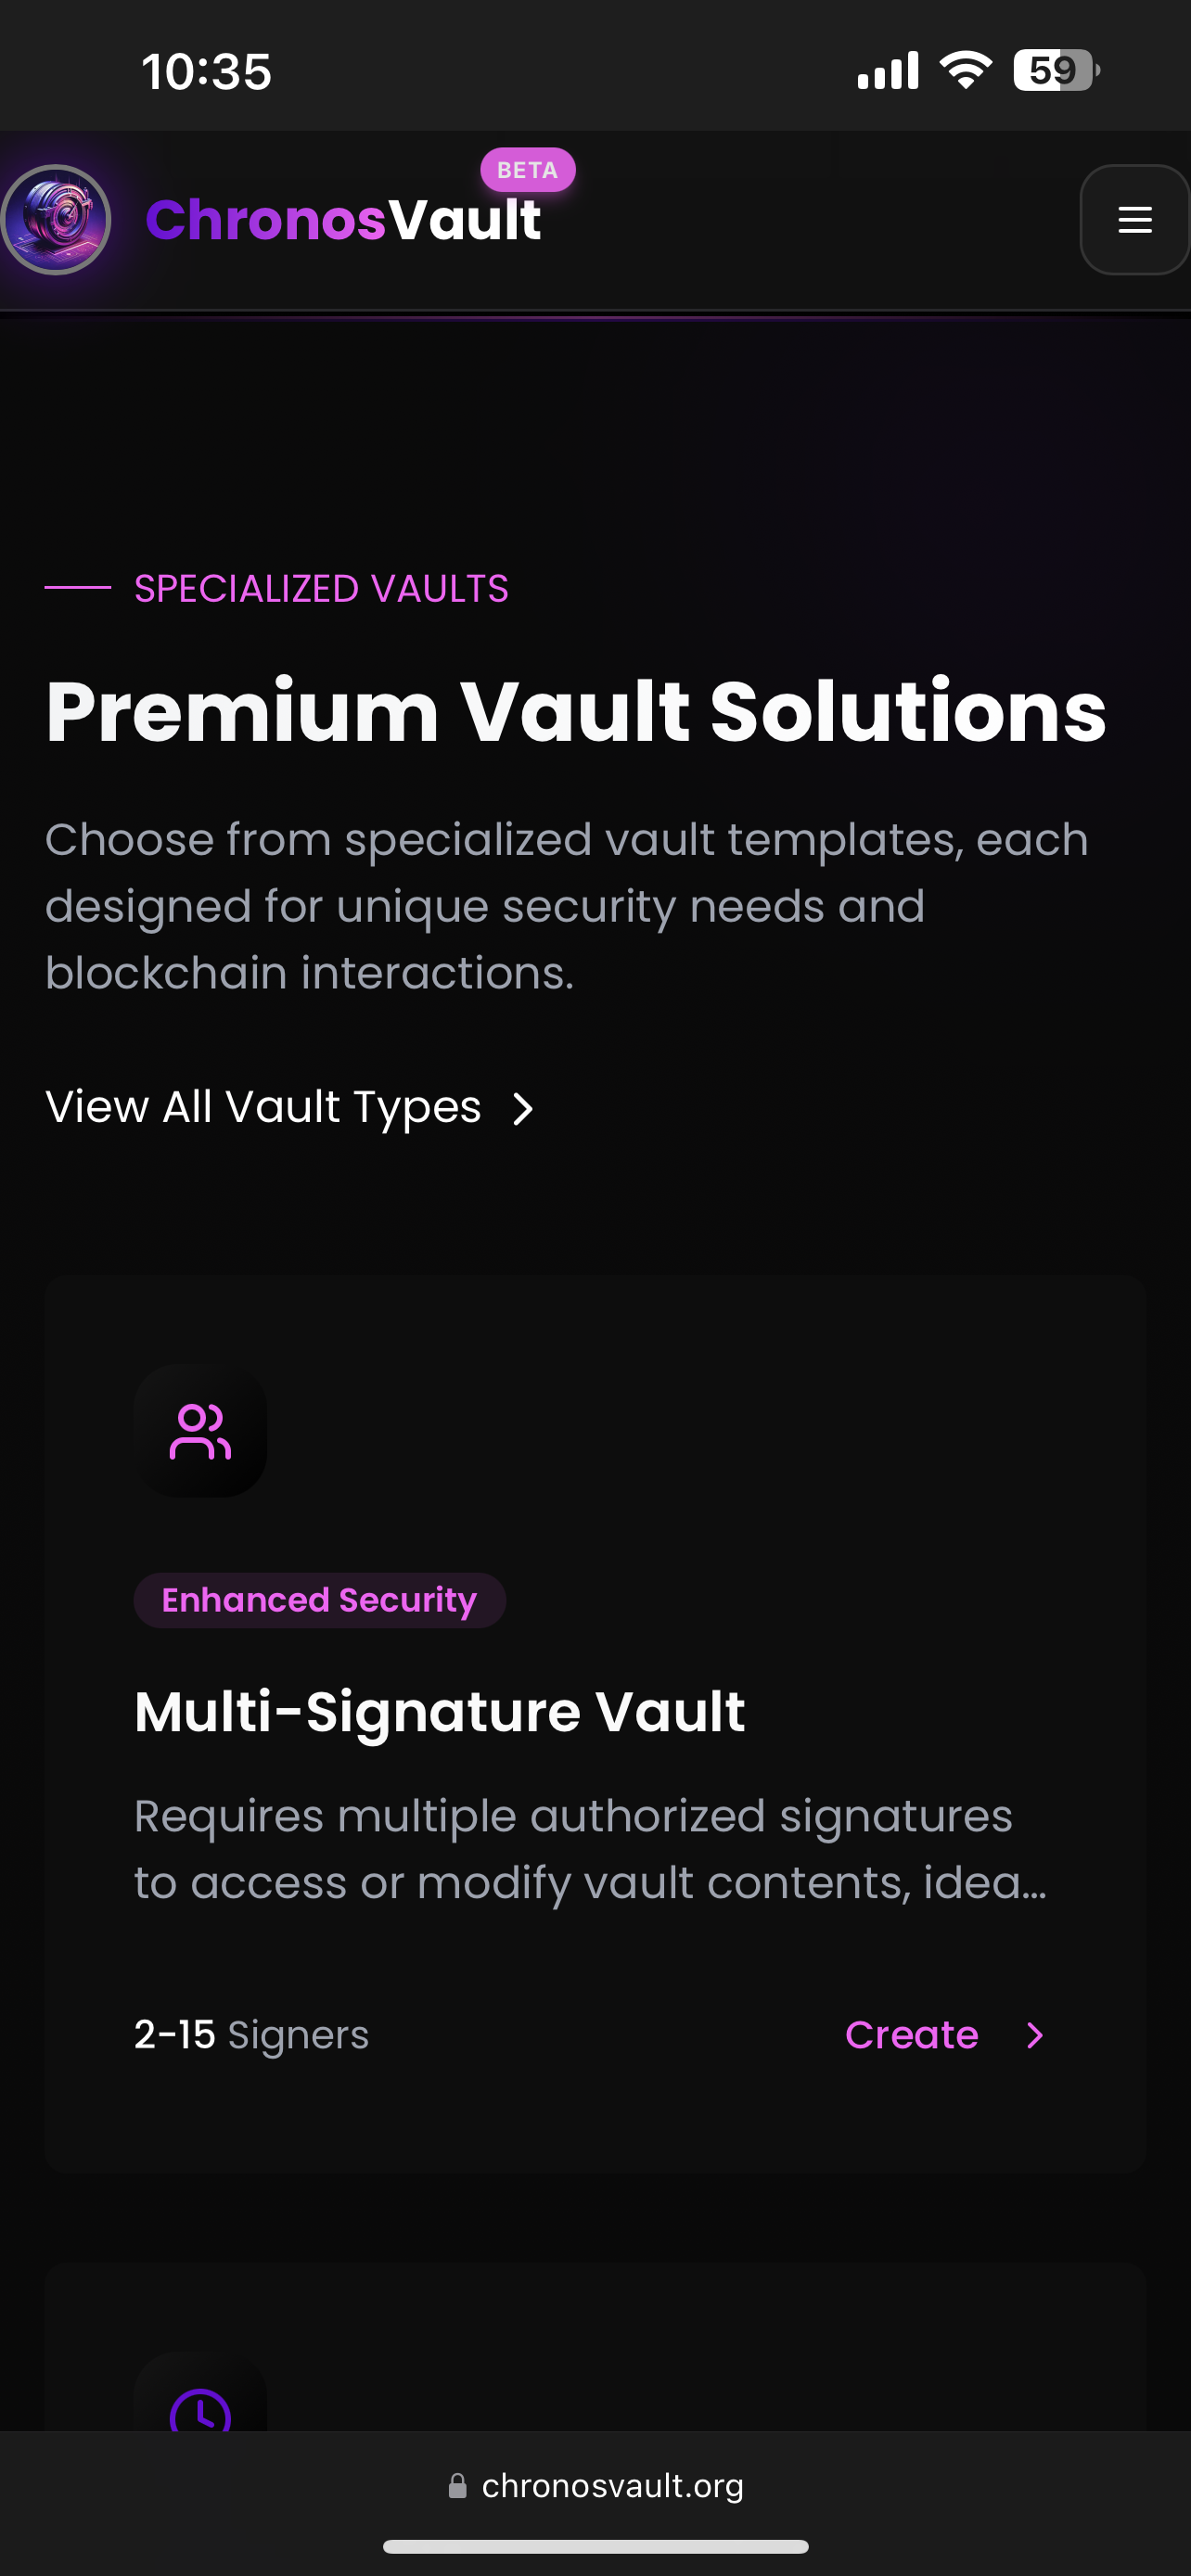 10:35
59
BETA
ChronosVault
SPECIALIZED VAULTS
Premium Vault Solutions
Choose from specialized vault templates, each
designed for unique security needs and
blockchain interactions.
View All Vault Types
Enhanced Security
Multi-Signature Vault
Requires multiple authorized signatures
to access or modify vault contents, idea...
2-15 Signers
Create
chronosvault.org